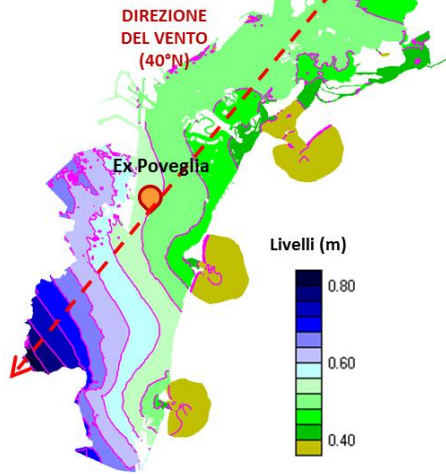 DIREZIONE
DEL VENTO
(40°N)
Ex Poveglia
Livelli (m)
0.80
0.60
0.40